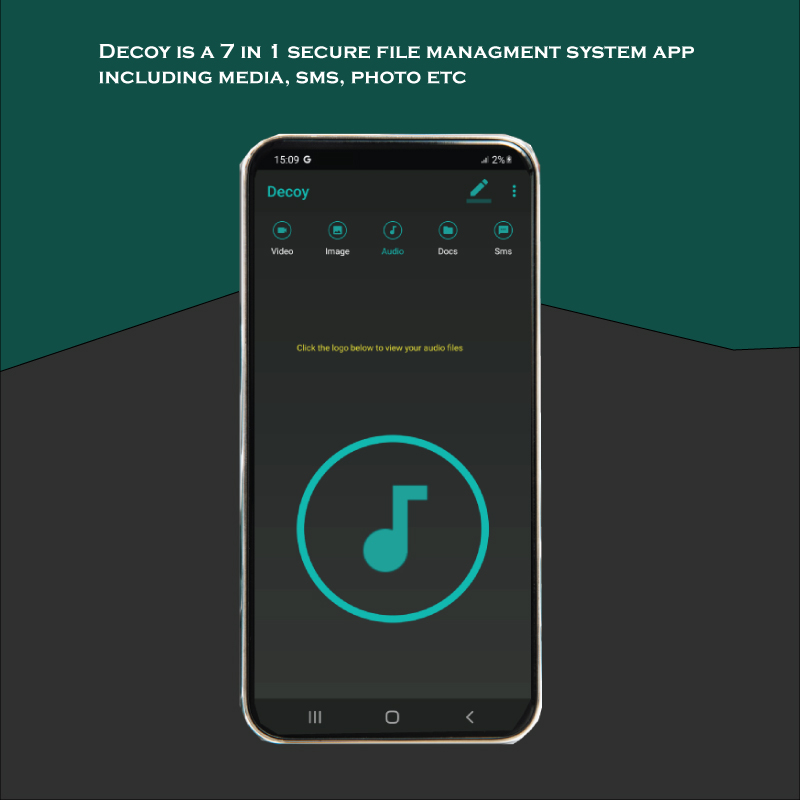 Decoy is a 7 in 1 secure file managment system app
including media, sms, photo etc
15:09 G 2%
Decoy
Video Image Audio Docs Sms
Click the logo below to view your audio files